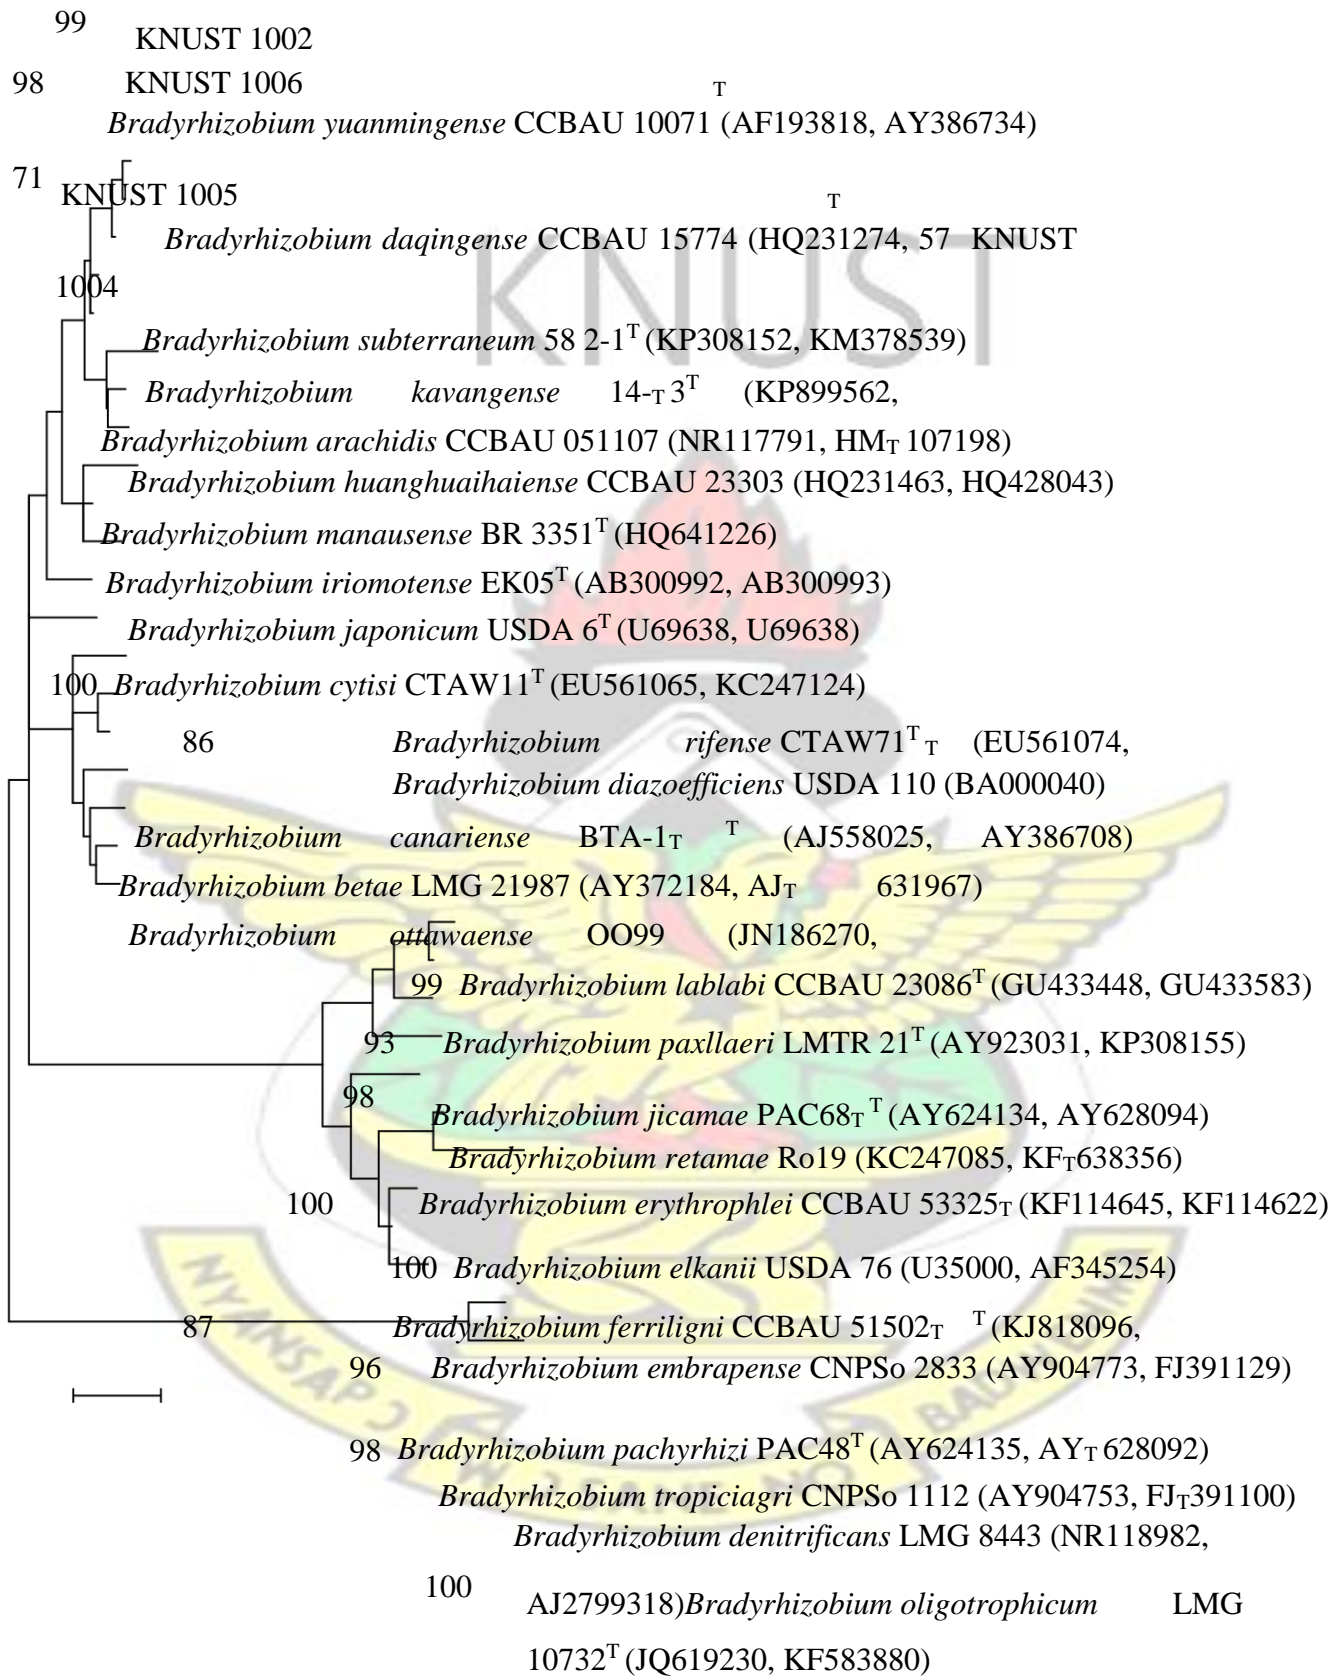 99
KNUST 1002
98 KNUST 1006
T
Bradyrhizobium yuanmingense CCBAU 10071 (AF193818, AY386734)
71
KNUST 1005
T
Bradyrhizobium daqingense CCBAU 15774 (HQ231274, 57 KNUST
1004
KNUST
Bradyrhizobium subterraneum 58 2-1T (KP308152, KM378539)
Bradyrhizobium kavangense 14-T 3T (KP899562,
Bradyrhizobium arachidis CCBAU 051107 (NR117791, HMT 107198)
Bradyrhizobium huanghuaihaiense CCBAU 23303 (HQ231463, HQ428043)
Bradyrhizobium manausense BR 3351T (HQ641226)
Bradyrhizobium iriomotense EK05T (AB300992, AB300993)
Bradyrhizobium japonicum USDA 6T (U69638, U69638)
100 Bradyrhizobium cytisi CTAW11T (EU561065, KC247124)
86 Bradyrhizobium rifense CTAW71T T (EU561074,
Bradyrhizobium diazoefficiens USDA 110 (BA000040)
Bradyrhizobium canariense BTA-1T T (AJ558025, AY386708)
Bradyrhizobium betae LMG 21987 (AY372184, AJT 631967)
Bradyrhizobium ottawaense OO99 (JN186270,
99 Bradyrhizobium lablabi CCBAU 23086T (GU433448, GU433583)
93 Bradyrhizobium paxllaeri LMTR 21T (AY923031, KP308155)
98
Bradyrhizobium jicamae PAC68T T (AY624134, AY628094)
Bradyrhizobium retamae Ro19 (KC247085, KFT638356)
100 Bradyrhizobium erythrophlei CCBAU 53325T (KF114645, KF114622)
100 Bradyrhizobium elkanii USDA 76 (U35000, AF345254)
87 Bradyrhizobium ferriligni CCBAU 51502T T (KJ818096,
96 Bradyrhizobium embrapense CNPSo 2833 (AY904773, FJ391129)
98 Bradyrhizobium pachyrhizi PAC48T (AY624135, AYT 628092)
Bradyrhizobium tropiciagri CNPSo 1112 (AY904753, FJT391100)
Bradyrhizobium denitrificans LMG 8443 (NR118982,
100
AJ2799318)Bradyrhizobium oligotrophicum LMG
10732T (JQ619230, KF583880)